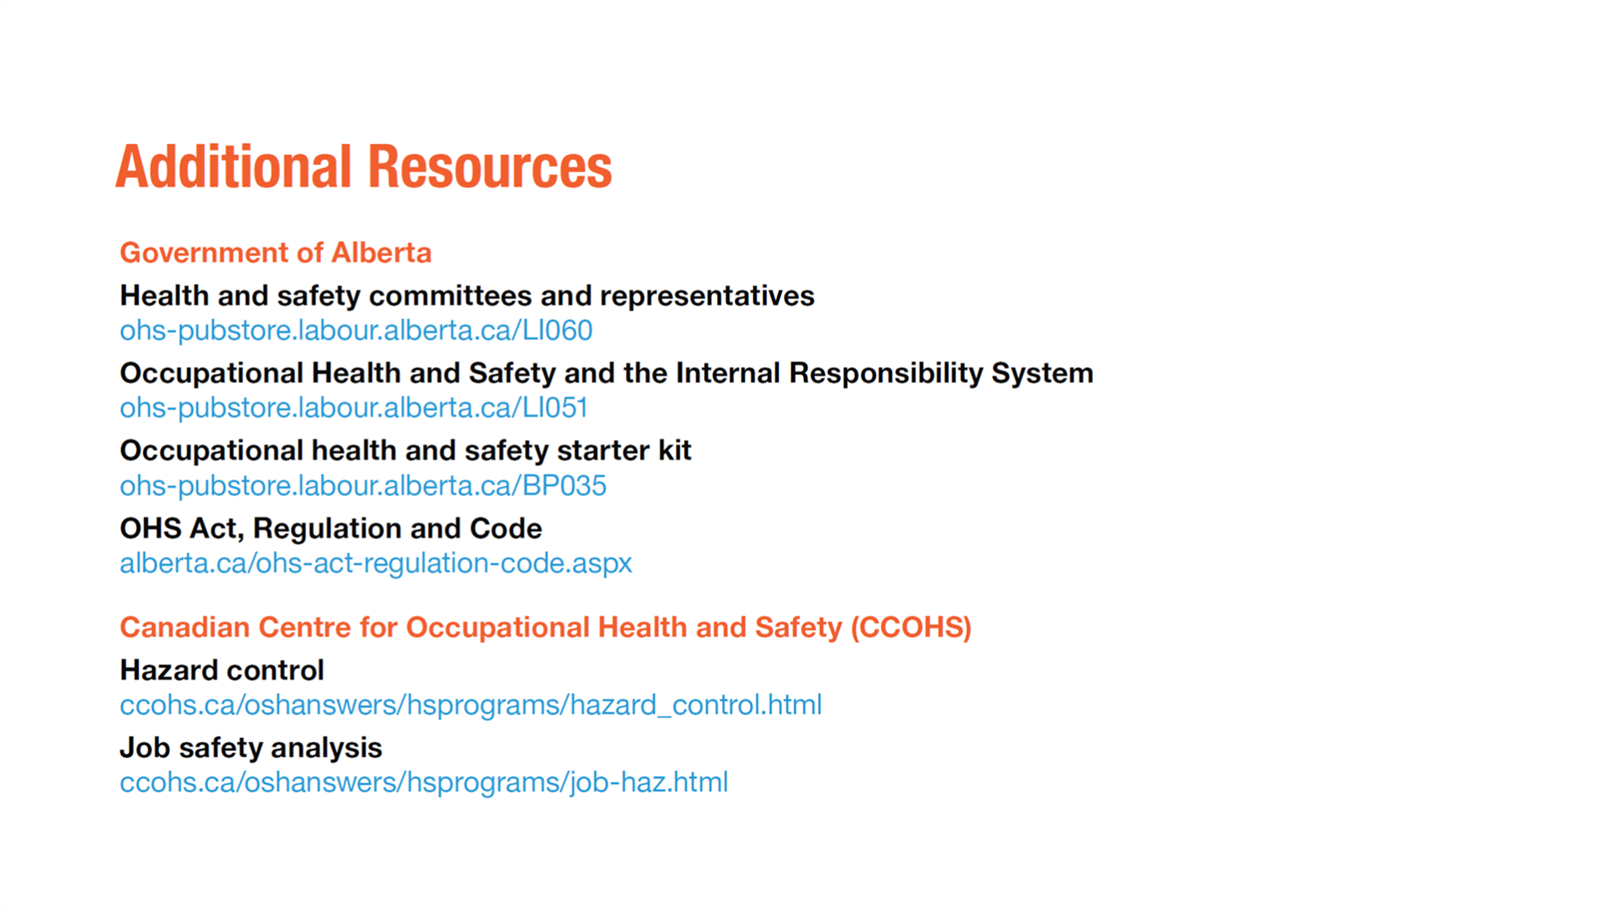 Additional Resources
Government of Alberta
Health and safety committees and representatives
ohs-pubstore.labour.alberta.ca/LI060
Occupational Health and Safety and the Internal Responsibility System
ohs-pubstore.labour.alberta.ca/LI051
Occupational health and safety starter kit
ohs-pubstore.labour.alberta.ca/BP035
OHS Act, Regulation and Code
alberta.ca/ohs-act-regulation-code.aspx
Canadian Centre for Occupational Health and Safety (CCOHS)
Hazard control
ccohs.ca/oshanswers/hsprograms/hazard_control.html
Job safety analysis
ccohs.ca/oshanswers/hsprograms/job-haz.html